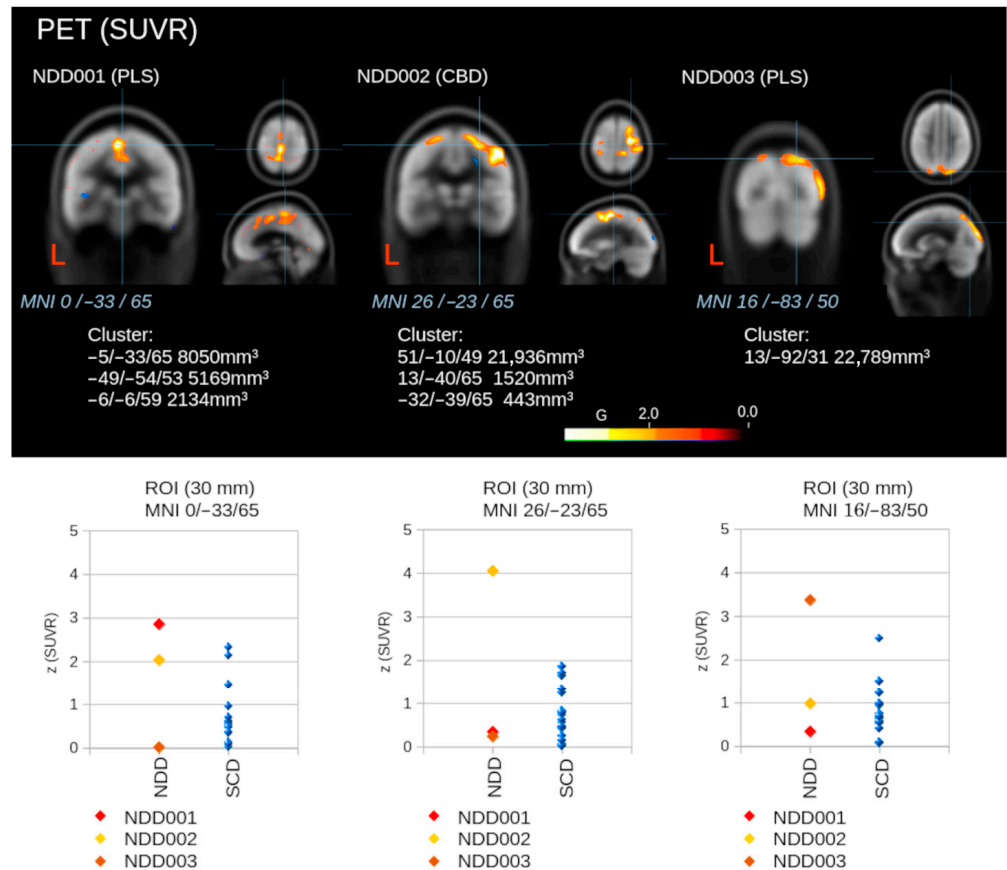 PET (SUVR)
NDD001 (PLS)
NDD002 (CBD)
NDD003 (PLS)
L
L
L
MNI 0/−33/65
MNI 26/−23/65
MNI 16/−83/50
Cluster:
−5/−33/65 8050mm³
−49/−54/53 5169mm³
−6/−6/59 2134mm³
Cluster:
51/−10/49 21,936mm³
13/−40/65 1520mm³
−32/−39/65 443mm³
Cluster:
13/−92/31 22,789mm³
G 2.0 0.0
ROI (30 mm)
MNI 0/−33/65
5
4
3
2
1
0
z (SUVR)
NDD
SCD
NDD001
NDD002
NDD003
ROI (30 mm)
MNI 26/−23/65
5
4
3
2
1
0
z (SUVR)
NDD
SCD
NDD001
NDD002
NDD003
ROI (30 mm)
MNI 16/−83/50
5
4
3
2
1
0
z (SUVR)
NDD
SCD
NDD001
NDD002
NDD003